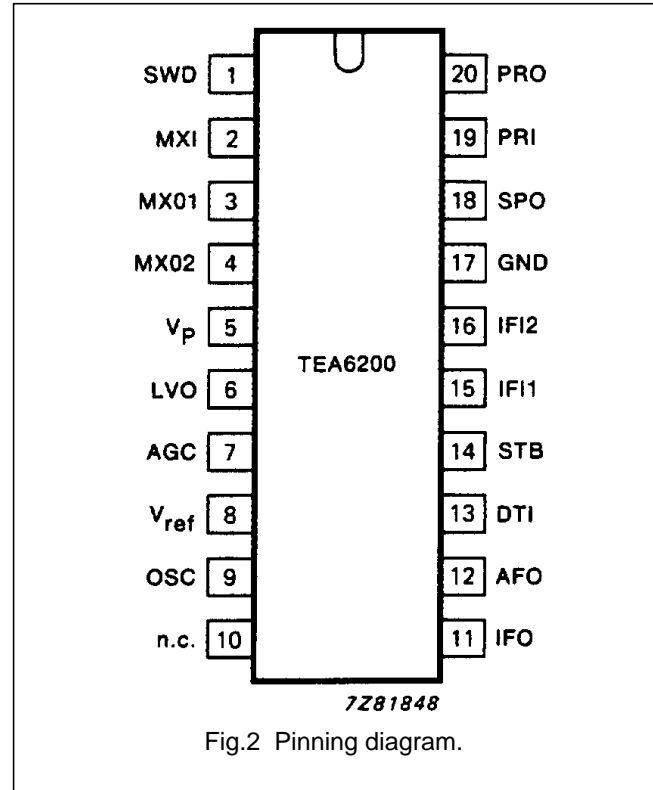 SWD 1 20 PRO
MXI 2 19 PRI
MX01 3 18 SPO
MX02 4 17 GND
VP 5 16 IFI2
TEA6200
LVO 6 15 IFI1
AGC 7 14 STB
Vref 8 13 DTI
OSC 9 12 AFO
n.c. 10 11 IFO
7Z81848
Fig.2 Pinning diagram.